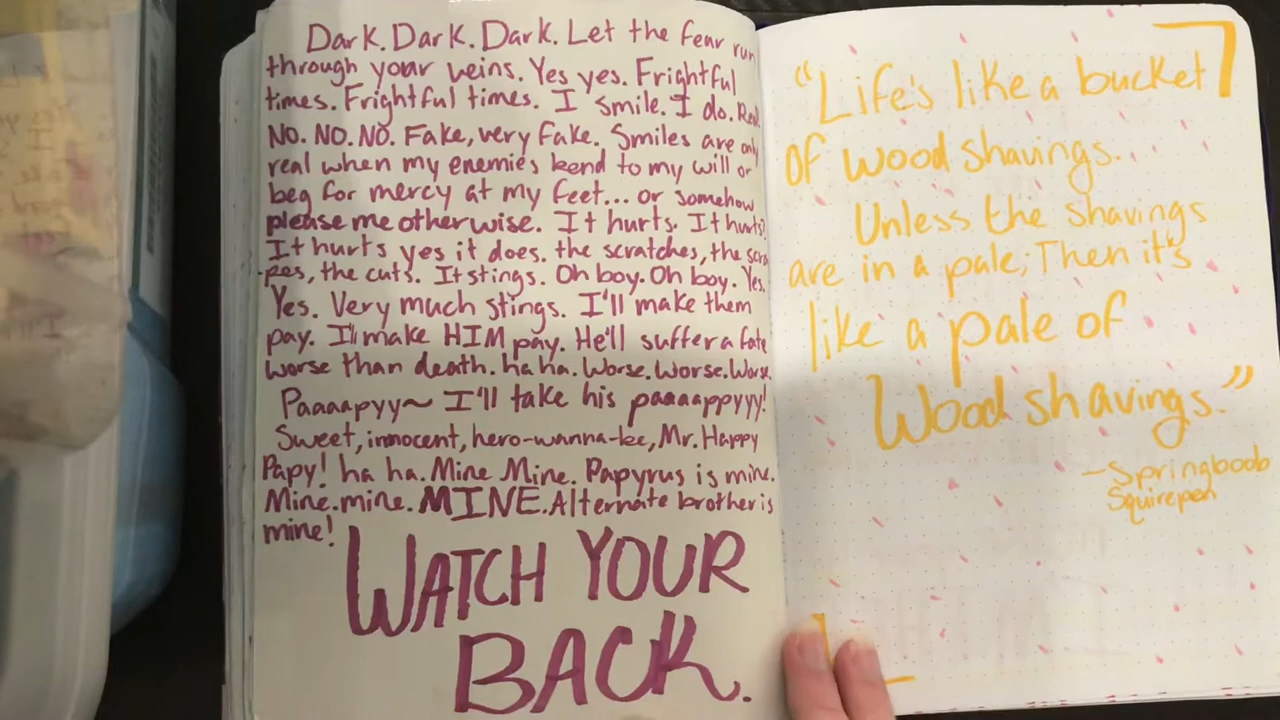 Dark. Dark. Dark. Let the fear run
through your veins. Yes yes. Frightful
times. Frightful times. I smile. I do. Real
No. No. No. Fake, very fake. Smiles are only
real when my enemies bend to my will or
beg for mercy at my feet... or somehow
please me otherwise. It hurts. It hurts?
It hurts yes it does. the scratches, the scra
-pes, the cuts. It stings. Oh boy. Oh boy. Yes.
Yes. Very much stings. I'll make them
pay. I'll make HIM pay. He'll suffer a fate
worse than death. ha ha. Worse. Worse. Worse.
Paaaapyy~ I'll take his paaaappyyy!
Sweet, innocent, hero-wanna-be, Mr. Happy
Papy! ha ha. Mine Mine. Papyrus is mine.
Mine. mine. MINE. Alternate brother is
mine!
WATCH YOUR
BACK.
"Life's like a bucket
of wood shavings.
Unless the shavings
are in a pale; Then it's
like a pale of
Wood shavings."
-Springboob
Squirepen